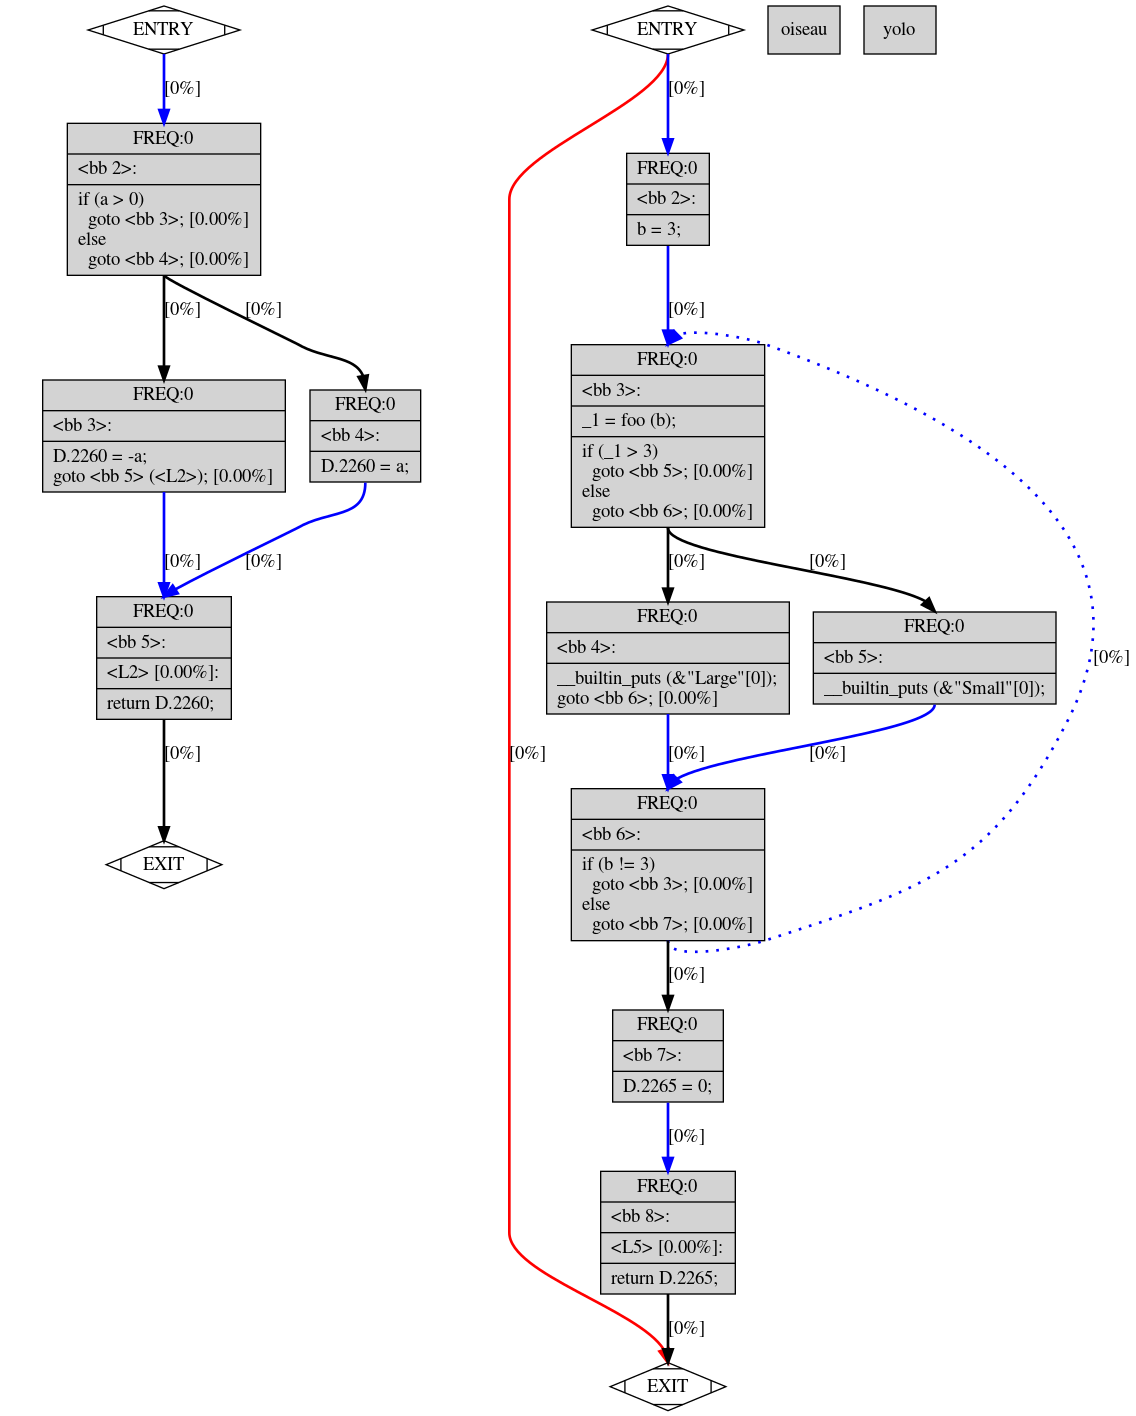 ENTRY
[0%]
FREQ:0
<bb 2>:
if (a > 0)
goto <bb 3>; [0.00%]
else
goto <bb 4>; [0.00%]
[0%]
[0%]
FREQ:0
<bb 3>:
D.2260 = -a;
goto <bb 5> (<L2>); [0.00%]
FREQ:0
<bb 4>:
D.2260 = a;
[0%]
[0%]
FREQ:0
<bb 5>:
<L2> [0.00%]:
return D.2260;
[0%]
EXIT
ENTRY
[0%]
FREQ:0
<bb 2>:
b = 3;
[0%]
FREQ:0
<bb 3>:
_1 = foo (b);
if (_1 > 3)
goto <bb 5>; [0.00%]
else
goto <bb 6>; [0.00%]
[0%]
[0%]
FREQ:0
<bb 4>:
__builtin_puts (&"Large"[0]);
goto <bb 6>; [0.00%]
FREQ:0
<bb 5>:
__builtin_puts (&"Small"[0]);
[0%]
[0%]
[0%]
[0%]
FREQ:0
<bb 6>:
if (b != 3)
goto <bb 3>; [0.00%]
else
goto <bb 7>; [0.00%]
[0%]
FREQ:0
<bb 7>:
D.2265 = 0;
[0%]
FREQ:0
<bb 8>:
<L5> [0.00%]:
return D.2265;
[0%]
EXIT
oiseau
yolo